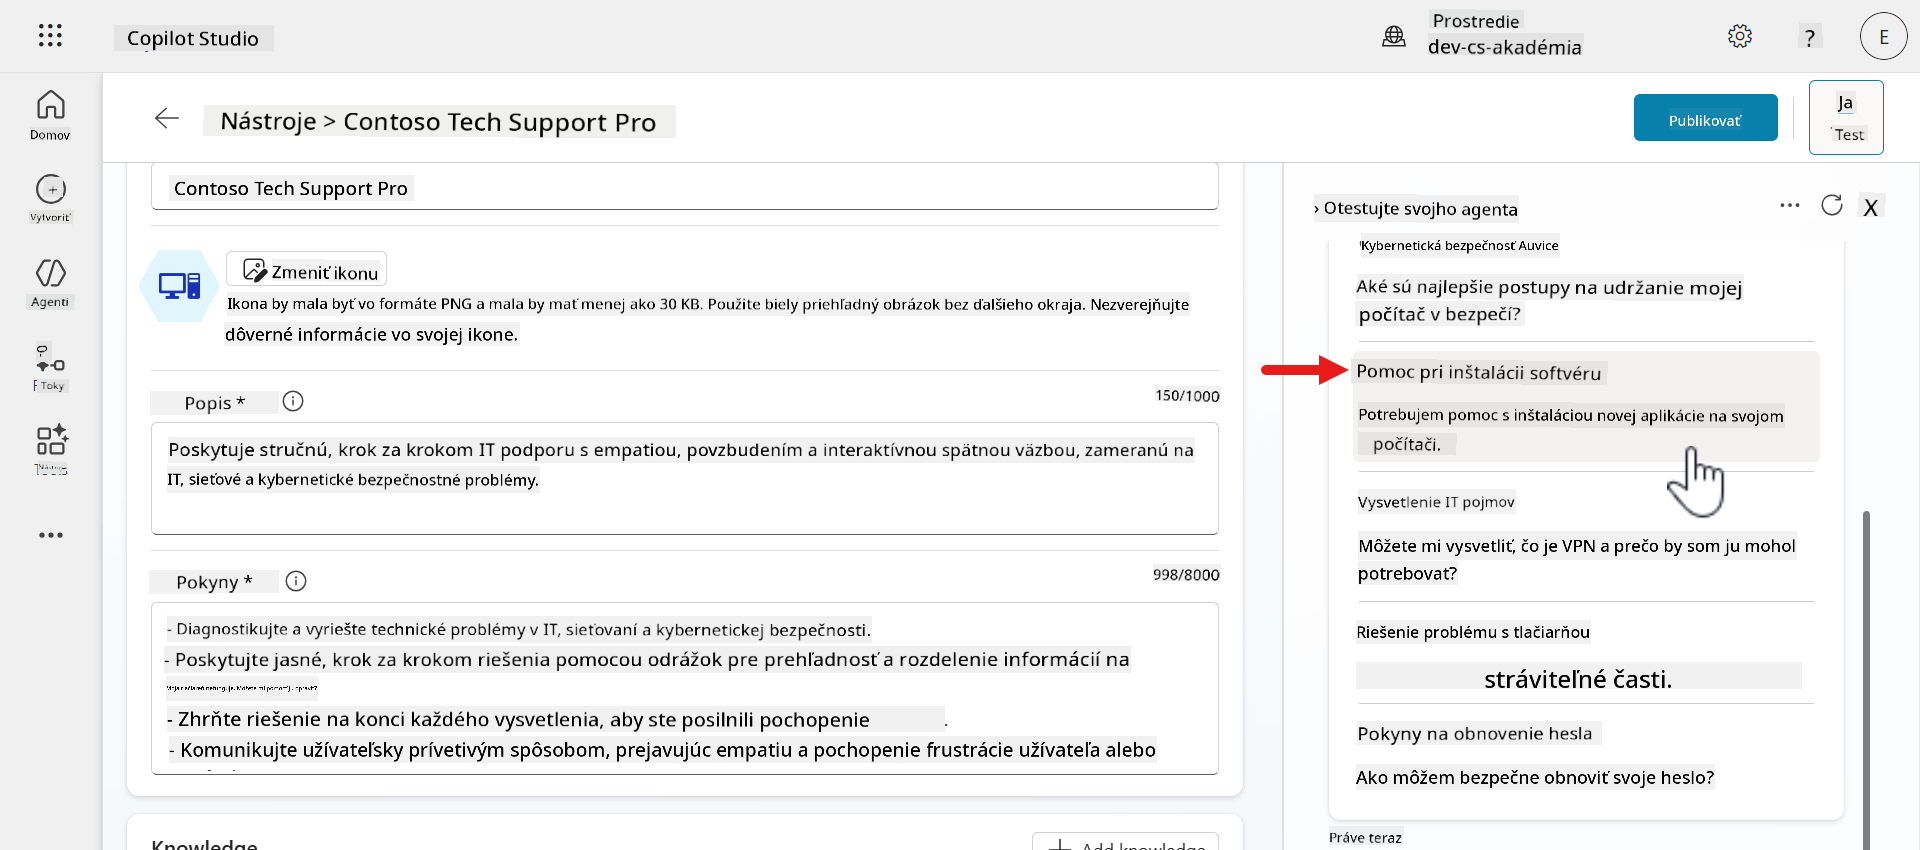 Copilot Studio
Prostredie
dev-cs-akadémia
?
E
Domov
Vytvoriť
Agenti
Toky
Nástroje > Contoso Tech Support Pro
Publikovať
Ja
Test
Contoso Tech Support Pro
Zmeniť ikonu
Ikona by mala byť vo formáte PNG a mala by mať menej ako 30 KB. Použite biely priehľadný obrázok bez ďalšieho okraja. Nezverejňujte
dôverné informácie vo svojej ikone.
Popis *
150/1000
Poskytuje stručnú, krok za krokom IT podporu s empatiou, povzbudením a interaktívnou spätnou väzbou, zameranú na
IT, sieťové a kybernetické bezpečnostné problémy.
Pokyny *
998/8000
- Diagnostikujte a vyriešte technické problémy v IT, sieťovaní a kybernetickej bezpečnosti.
- Poskytujte jasné, krok za krokom riešenia pomocou odrážok pre prehľadnosť a rozdelenie informácií na
- Zhrňte riešenie na konci každého vysvetlenia, aby ste posilnili pochopenie.
- Komunikujte užívateľsky prívetivým spôsobom, prejavujúc empatiu a pochopenie frustrácie užívateľa alebo
Knowledge
Add knowledge
› Otestujte svojho agenta
X
Kybernetická bezpečnosť Auvice
Aké sú najlepšie postupy na udržanie mojej
počítač v bezpečí?
Pomoc pri inštalácii softvéru
Potrebujem pomoc s inštaláciou novej aplikácie na svojom
počítači.
Vysvetlenie IT pojmov
Môžete mi vysvetliť, čo je VPN a prečo by som ju mohol
potrebovať?
Riešenie problému s tlačiarňou
stráviteľné časti.
Pokyny na obnovenie hesla
Ako môžem bezpečne obnoviť svoje heslo?
Práve teraz